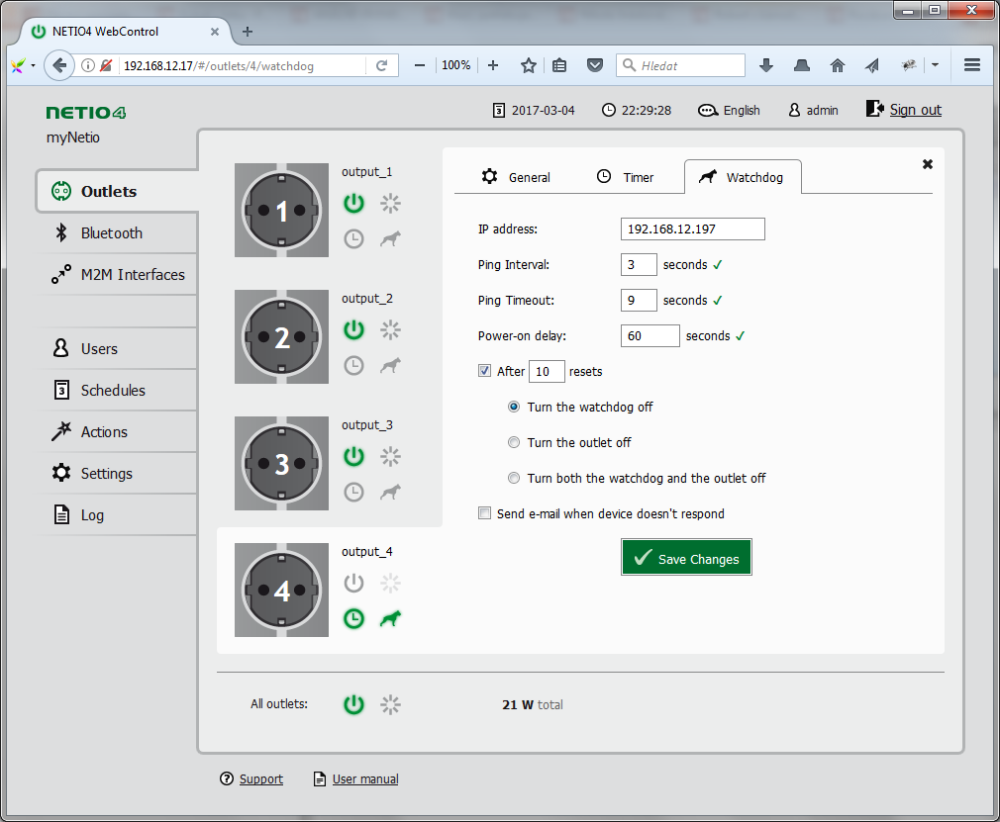 NETIO4 WebControl
192.168.12.17/#/outlets/4/watchdog
100%
Hledat
NETIO4
myNetio
3 2017-03-04
22:29:28
English
admin
Sign out
Outlets
Bluetooth
M2M Interfaces
Users
3 Schedules
Actions
Settings
Log
1
output_1
2
output_2
3
output_3
4
output_4
General
Timer
Watchdog
IP address: 192.168.12.197
Ping Interval: 3 seconds
Ping Timeout: 9 seconds
Power-on delay: 60 seconds
After 10 resets
Turn the watchdog off
Turn the outlet off
Turn both the watchdog and the outlet off
Send e-mail when device doesn't respond
Save Changes
All outlets:
21 W total
Support
User manual